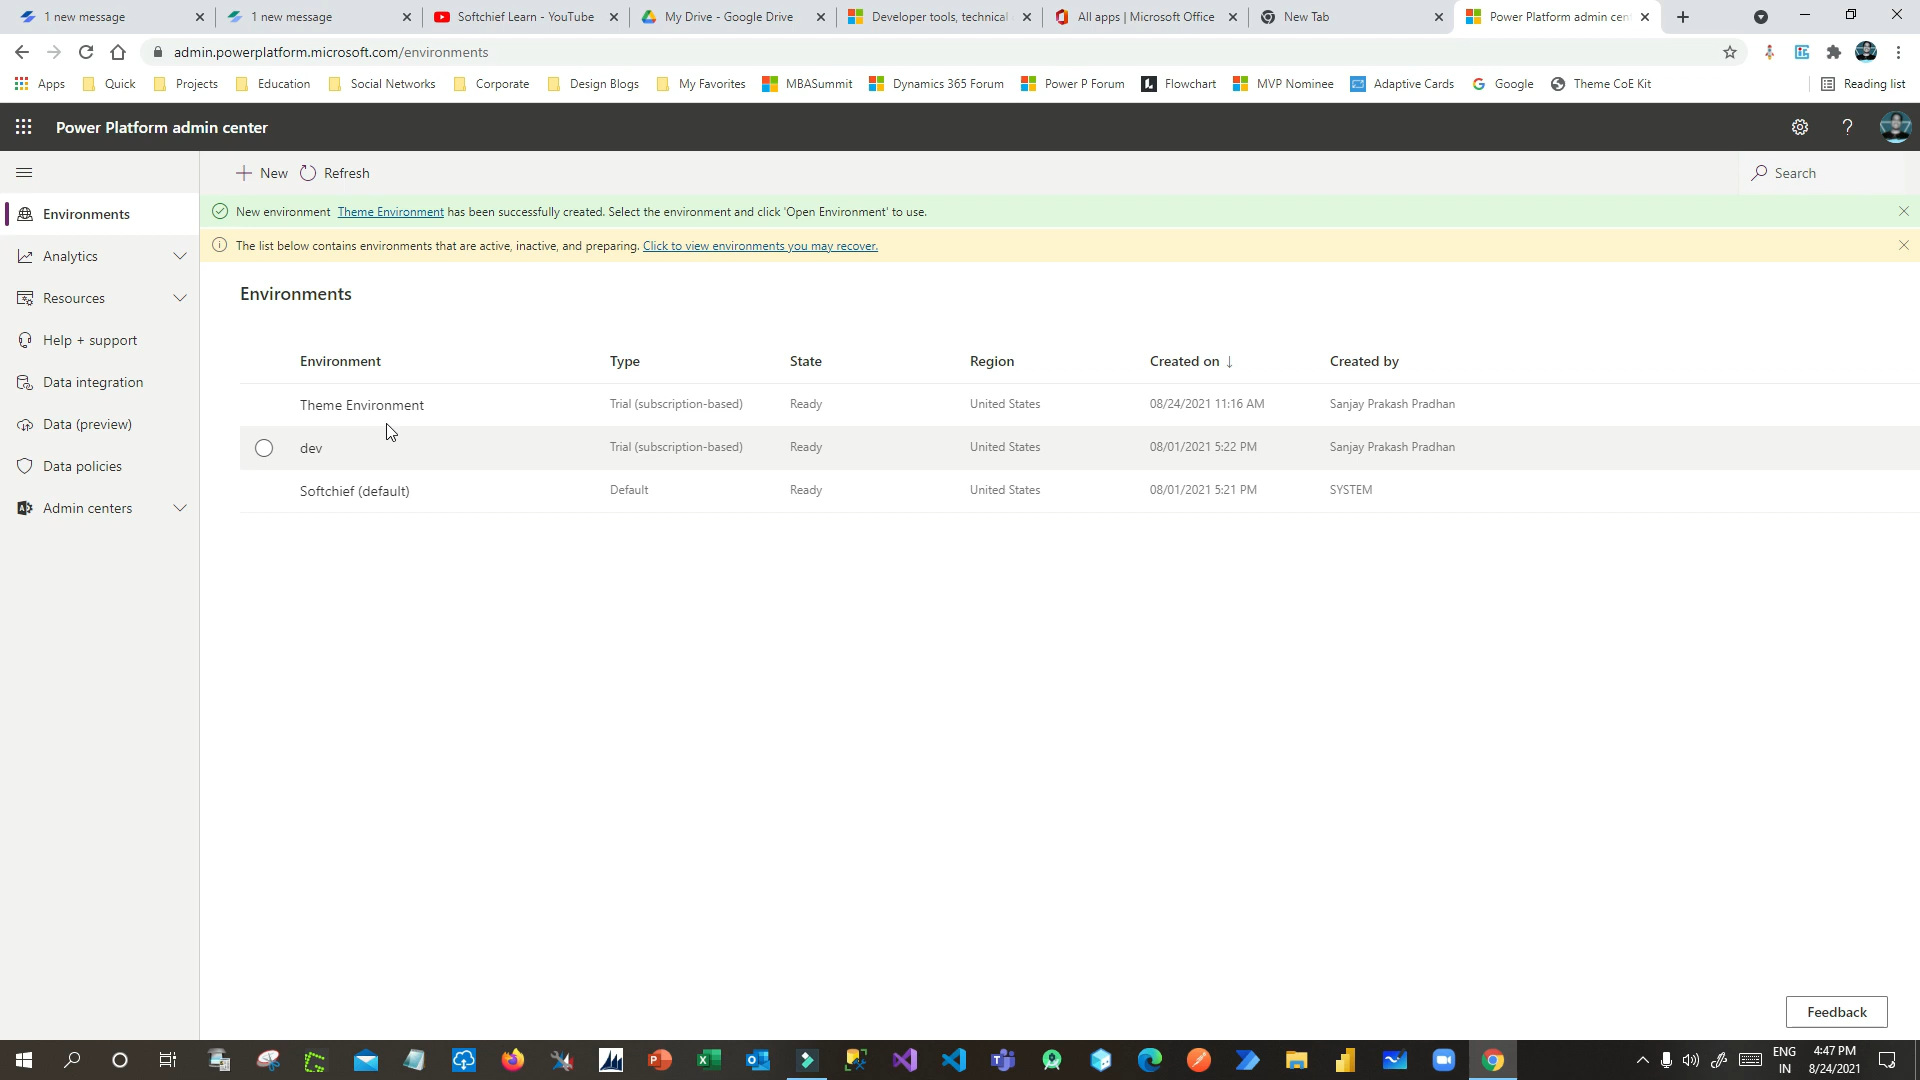 1 new message
1 new message
Softchief Learn - YouTube
My Drive - Google Drive
Developer tools, technical
All apps | Microsoft Office
New Tab
Power Platform admin cen
admin.powerplatform.microsoft.com/environments
Apps
Quick
Projects
Education
Social Networks
Corporate
Design Blogs
My Favorites
MBASummit
Dynamics 365 Forum
Power P Forum
Flowchart
MVP Nominee
Adaptive Cards
Google
Theme CoE Kit
Reading list
Power Platform admin center
New
Refresh
Search
Environments
Analytics
Resources
Help + support
Data integration
Data (preview)
Data policies
Admin centers
New environment Theme Environment has been successfully created. Select the environment and click 'Open Environment' to use.
The list below contains environments that are active, inactive, and preparing. Click to view environments you may recover.
Environments
Environment Type State Region Created on ↓ Created by
Theme Environment Trial (subscription-based) Ready United States 08/24/2021 11:16 AM Sanjay Prakash Pradhan
dev Trial (subscription-based) Ready United States 08/01/2021 5:22 PM Sanjay Prakash Pradhan
Softchief (default) Default Ready United States 08/01/2021 5:21 PM SYSTEM
Feedback
ENG
IN
4:47 PM
8/24/2021